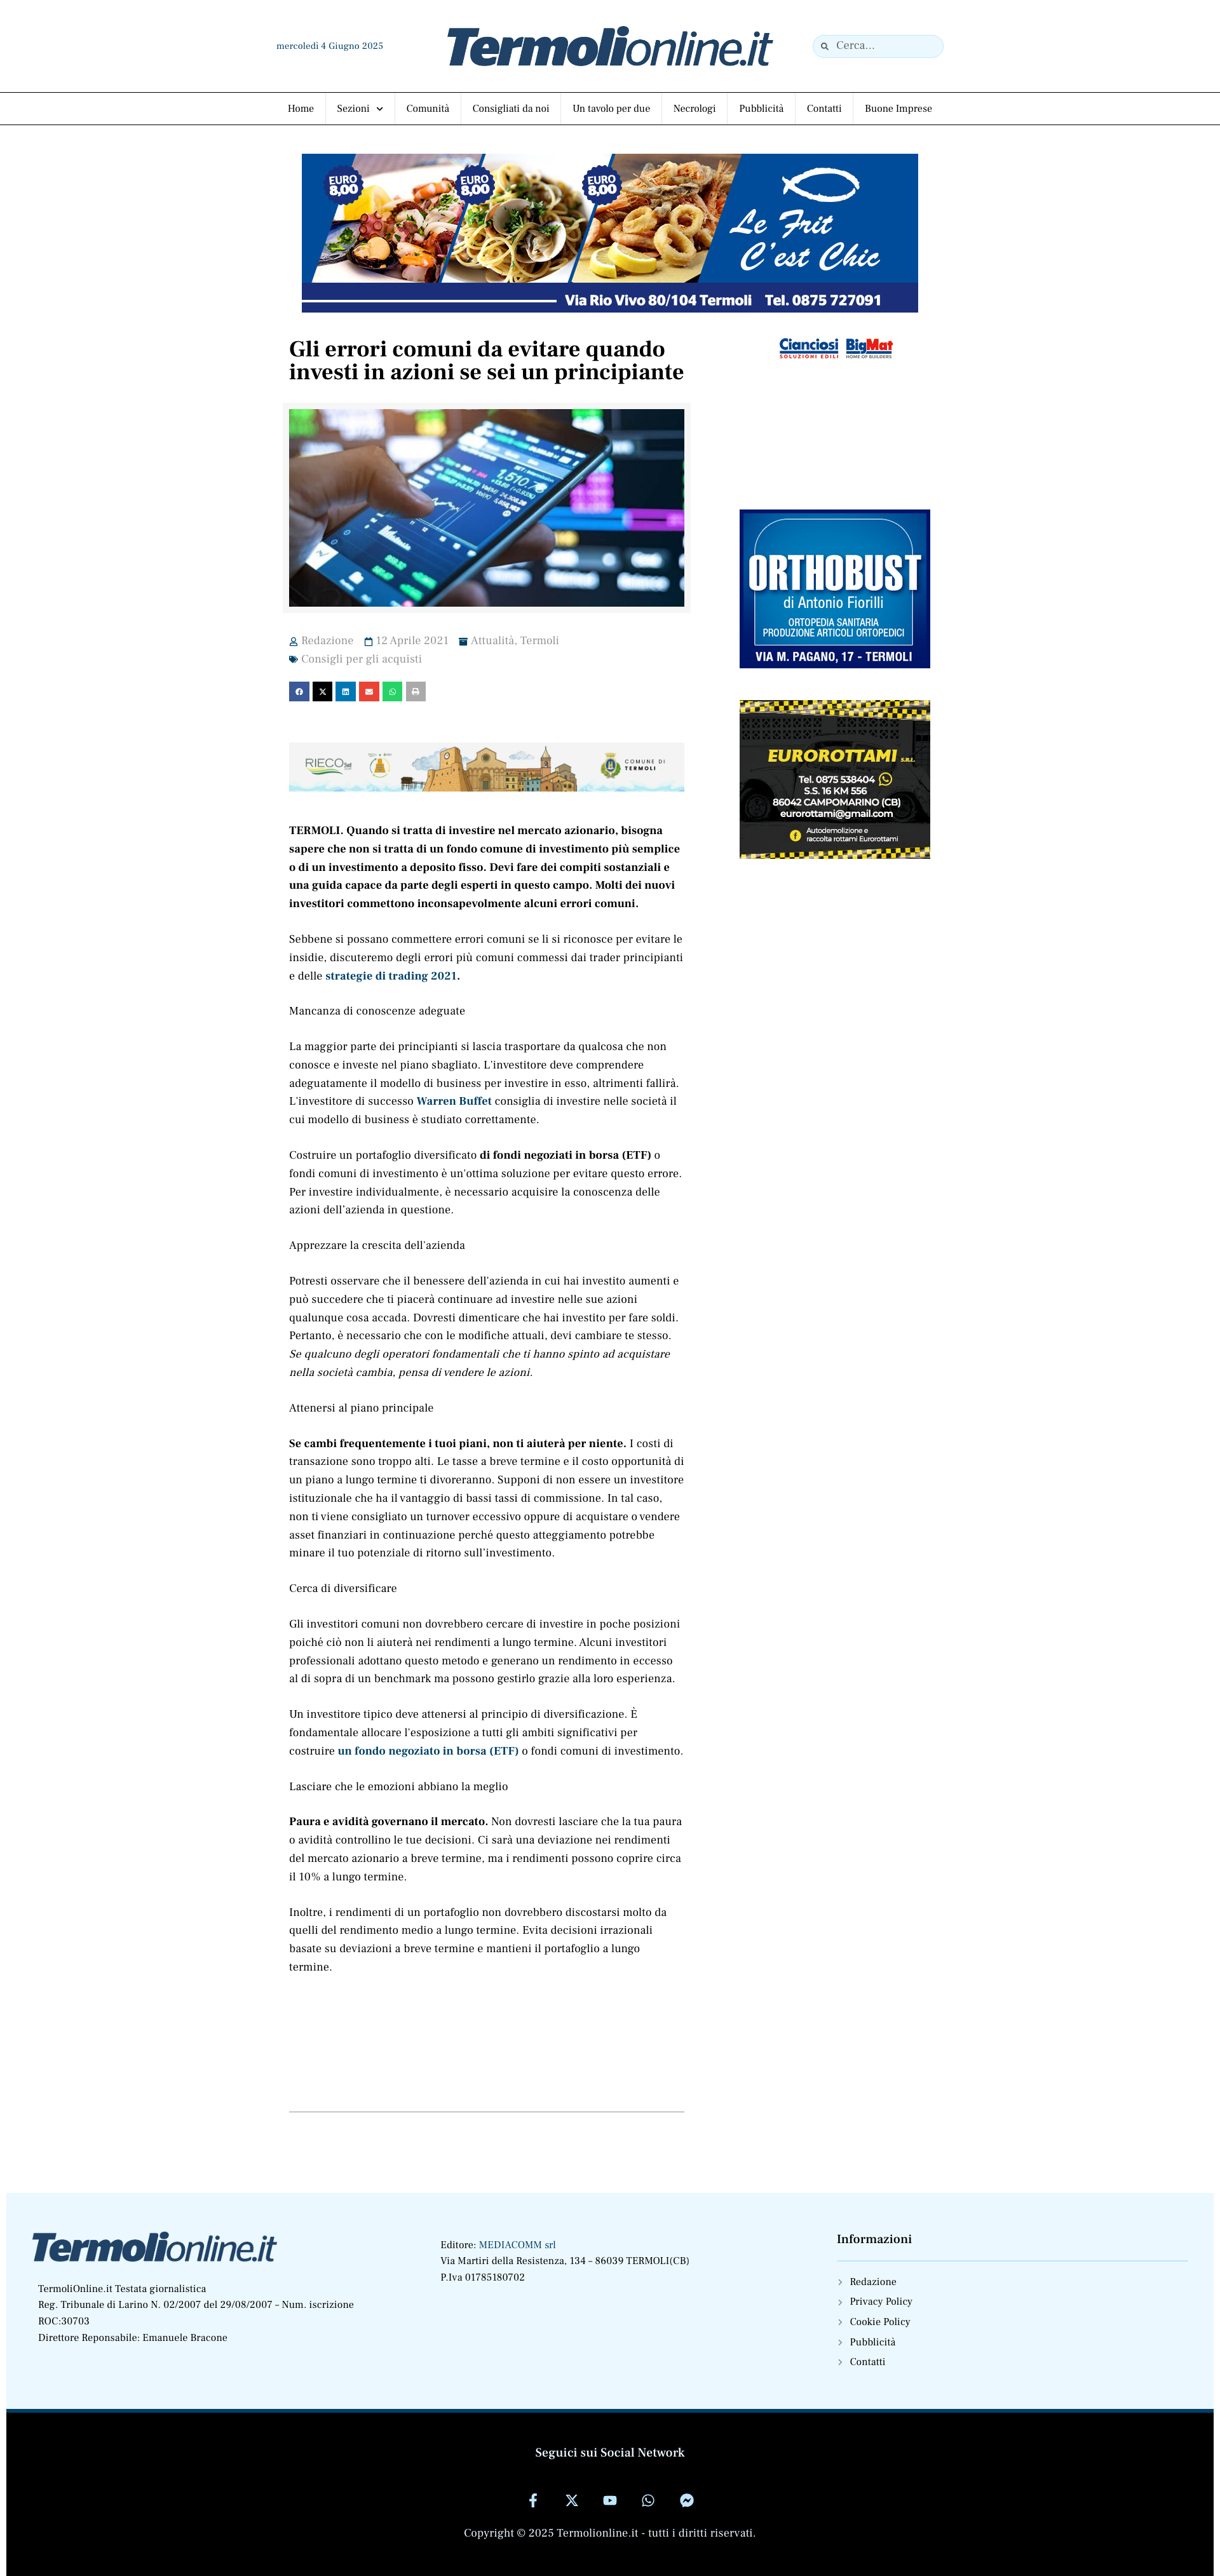 mercoledì 4 Giugno 2025
Termolionline.it
Cerca...
Home
Sezioni
Comunità
Consigliati da noi
Un tavolo per due
Necrologi
Pubblicità
Contatti
Buone Imprese
EURO 8,00
EURO 8,00
EURO 8,00
Le Frit
C'est Chic
Via Rio Vivo 80/104 Termoli Tel. 0875 727091
Gli errori comuni da evitare quando
investi in azioni se sei un principiante
1,510.70
Redazione 12 Aprile 2021 Attualità, Termoli
Consigli per gli acquisti
RIECO COMUNE DI
TERMOLI
TERMOLI. Quando si tratta di investire nel mercato azionario, bisogna
sapere che non si tratta di un fondo comune di investimento più semplice
o di un investimento a deposito fisso. Devi fare dei compiti sostanziali e
una guida capace da parte degli esperti in questo campo. Molti dei nuovi
investitori commettono inconsapevolmente alcuni errori comuni.
Sebbene si possano commettere errori comuni se li si riconosce per evitare le
insidie, discuteremo degli errori più comuni commessi dai trader principianti
e delle strategie di trading 2021.
Mancanza di conoscenze adeguate
La maggior parte dei principianti si lascia trasportare da qualcosa che non
conosce e investe nel piano sbagliato. L'investitore deve comprendere
adeguatamente il modello di business per investire in esso, altrimenti fallirà.
L'investitore di successo Warren Buffet consiglia di investire nelle società il
cui modello di business è studiato correttamente.
Costruire un portafoglio diversificato di fondi negoziati in borsa (ETF) o
fondi comuni di investimento è un'ottima soluzione per evitare questo errore.
Per investire individualmente, è necessario acquisire la conoscenza delle
azioni dell'azienda in questione.
Apprezzare la crescita dell'azienda
Potresti osservare che il benessere dell'azienda in cui hai investito aumenti e
può succedere che ti piacerà continuare ad investire nelle sue azioni
qualunque cosa accada. Dovresti dimenticare che hai investito per fare soldi.
Pertanto, è necessario che con le modifiche attuali, devi cambiare te stesso.
Se qualcuno degli operatori fondamentali che ti hanno spinto ad acquistare
nella società cambia, pensa di vendere le azioni.
Attenersi al piano principale
Se cambi frequentemente i tuoi piani, non ti aiuterà per niente. I costi di
transazione sono troppo alti. Le tasse a breve termine e il costo opportunità di
un piano a lungo termine ti divoreranno. Supponi di non essere un investitore
istituzionale che ha il vantaggio di bassi tassi di commissione. In tal caso,
non ti viene consigliato un turnover eccessivo oppure di acquistare o vendere
asset finanziari in continuazione perché questo atteggiamento potrebbe
minare il tuo potenziale di ritorno sull'investimento.
Cerca di diversificare
Gli investitori comuni non dovrebbero cercare di investire in poche posizioni
poiché ciò non li aiuterà nei rendimenti a lungo termine. Alcuni investitori
professionali adottano questo metodo e generano un rendimento in eccesso
al di sopra di un benchmark ma possono gestirlo grazie alla loro esperienza.
Un investitore tipico deve attenersi al principio di diversificazione. È
fondamentale allocare l'esposizione a tutti gli ambiti significativi per
costruire un fondo negoziato in borsa (ETF) o fondi comuni di investimento.
Lasciare che le emozioni abbiano la meglio
Paura e avidità governano il mercato. Non dovresti lasciare che la tua paura
o avidità controllino le tue decisioni. Ci sarà una deviazione nei rendimenti
del mercato azionario a breve termine, ma i rendimenti possono coprire circa
il 10% a lungo termine.
Inoltre, i rendimenti di un portafoglio non dovrebbero discostarsi molto da
quelli del rendimento medio a lungo termine. Evita decisioni irrazionali
basate su deviazioni a breve termine e mantieni il portafoglio a lungo
termine.
Cianciosi BigMat
SOLUZIONI EDILI HOME OF BUILDERS
ORTHOBUST
di Antonio Fiorilli
ORTOPEDIA SANITARIA
PRODUZIONE ARTICOLI ORTOPEDICI
VIA M. PAGANO, 17 - TERMOLI
EUROROTTAMI S.R.L.
Tel. 0875 538404
S.S. 16 KM 556
86042 CAMPOMARINO (CB)
eurorottami@gmail.com
Autodemolizione e
raccolta rottami Eurorottami
Termolionline.it
TermoliOnline.it Testata giornalistica
Reg. Tribunale di Larino N. 02/2007 del 29/08/2007 – Num. iscrizione
ROC:30703
Direttore Reponsabile: Emanuele Bracone
Editore: MEDIACOMM srl
Via Martiri della Resistenza, 134 – 86039 TERMOLI(CB)
P.Iva 01785180702
Informazioni
Redazione
Privacy Policy
Cookie Policy
Pubblicità
Contatti
Seguici sui Social Network
Copyright © 2025 Termolionline.it - tutti i diritti riservati.